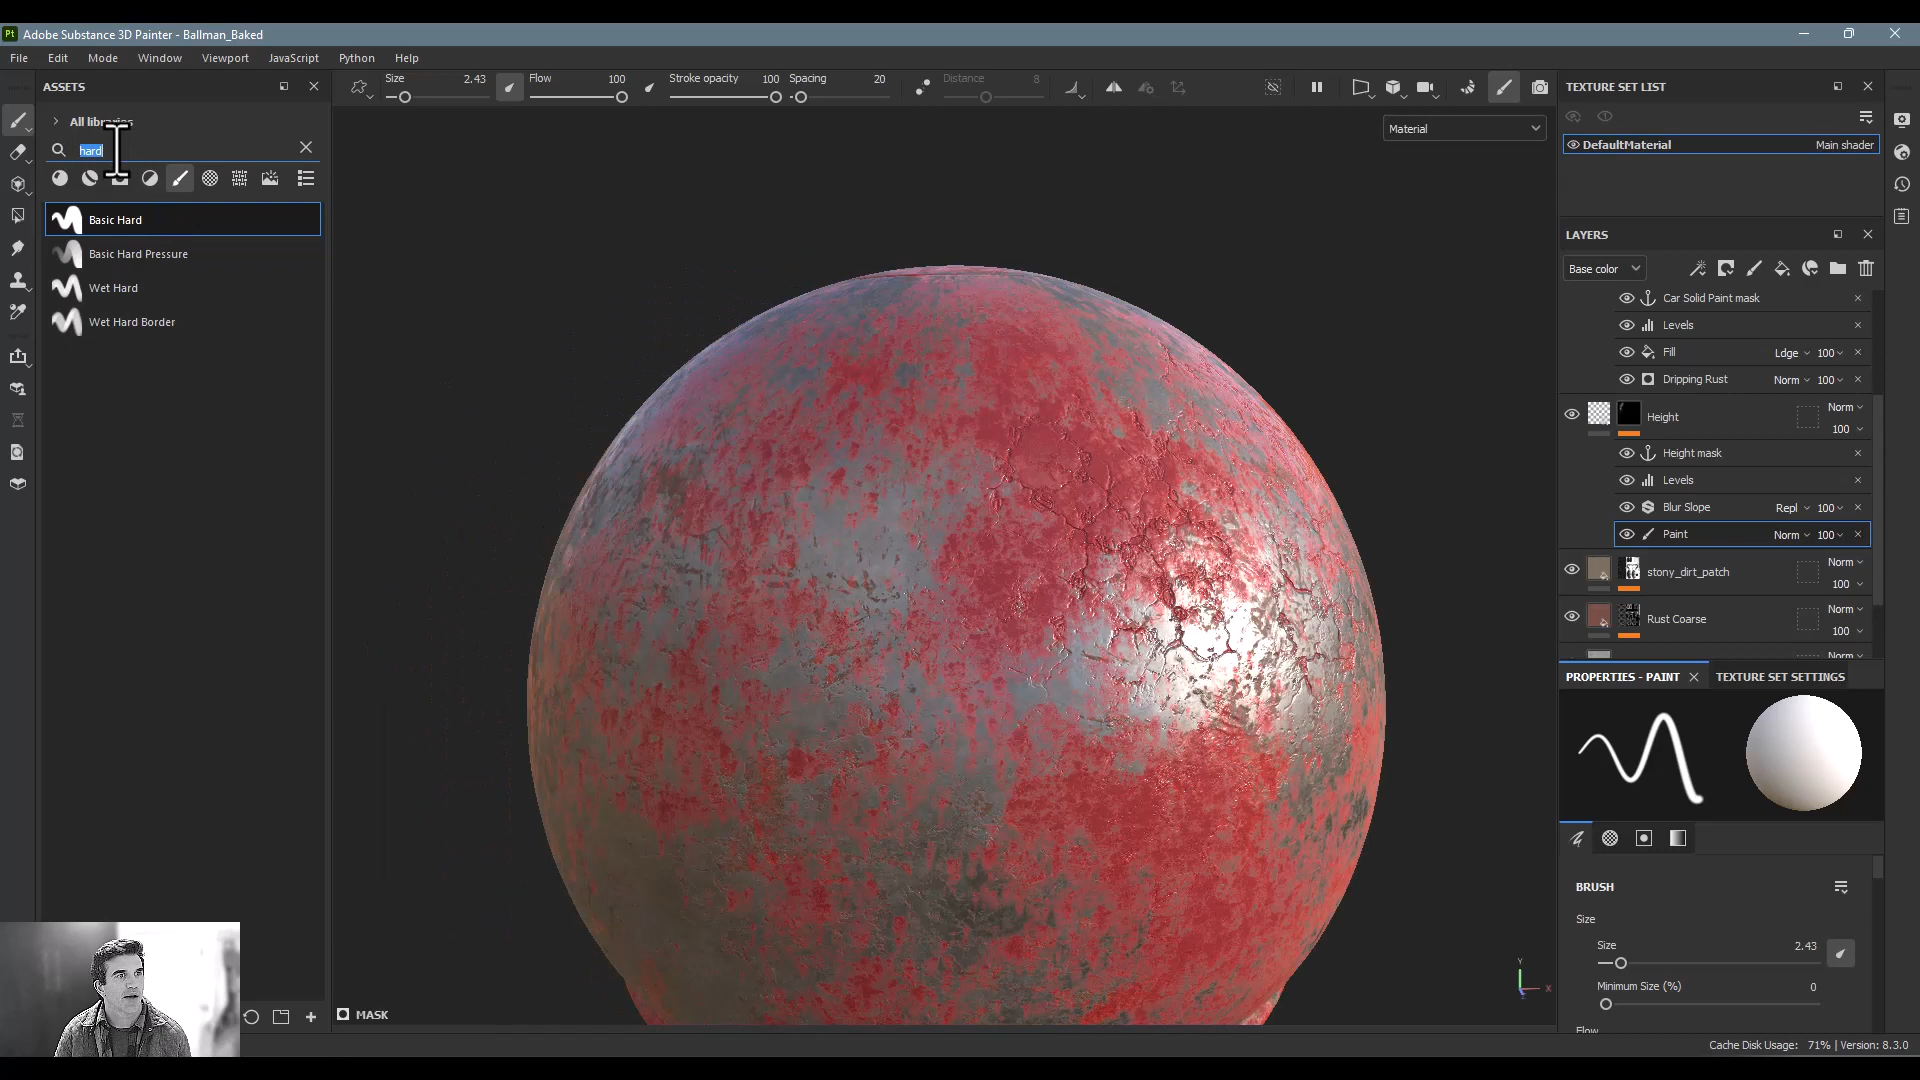 Pt Adobe Substance 3D Painter - Ballman_Baked
File Edit Mode Window Viewport JavaScript Python Help
ASSETS
Size 2.43 Flow 100 Stroke opacity 100 Spacing 20 Distance 8
TEXTURE SET LIST
All libraries
hard
Material
DefaultMaterial Main shader
Basic Hard
Basic Hard Pressure
Wet Hard
Wet Hard Border
LAYERS
Base color
Car Solid Paint mask
Levels
Fill Ldge 100
Dripping Rust Norm 100
Height Norm
100
Height mask
Levels
Blur Slope Repl 100
Paint Norm 100
stony_dirt_patch Norm
100
Rust Coarse Norm
100
Norm
PROPERTIES - PAINT TEXTURE SET SETTINGS
BRUSH
Size
Size 2.43
Minimum Size (%) 0
Flow
Y
X
MASK
Cache Disk Usage: 71% | Version: 8.3.0